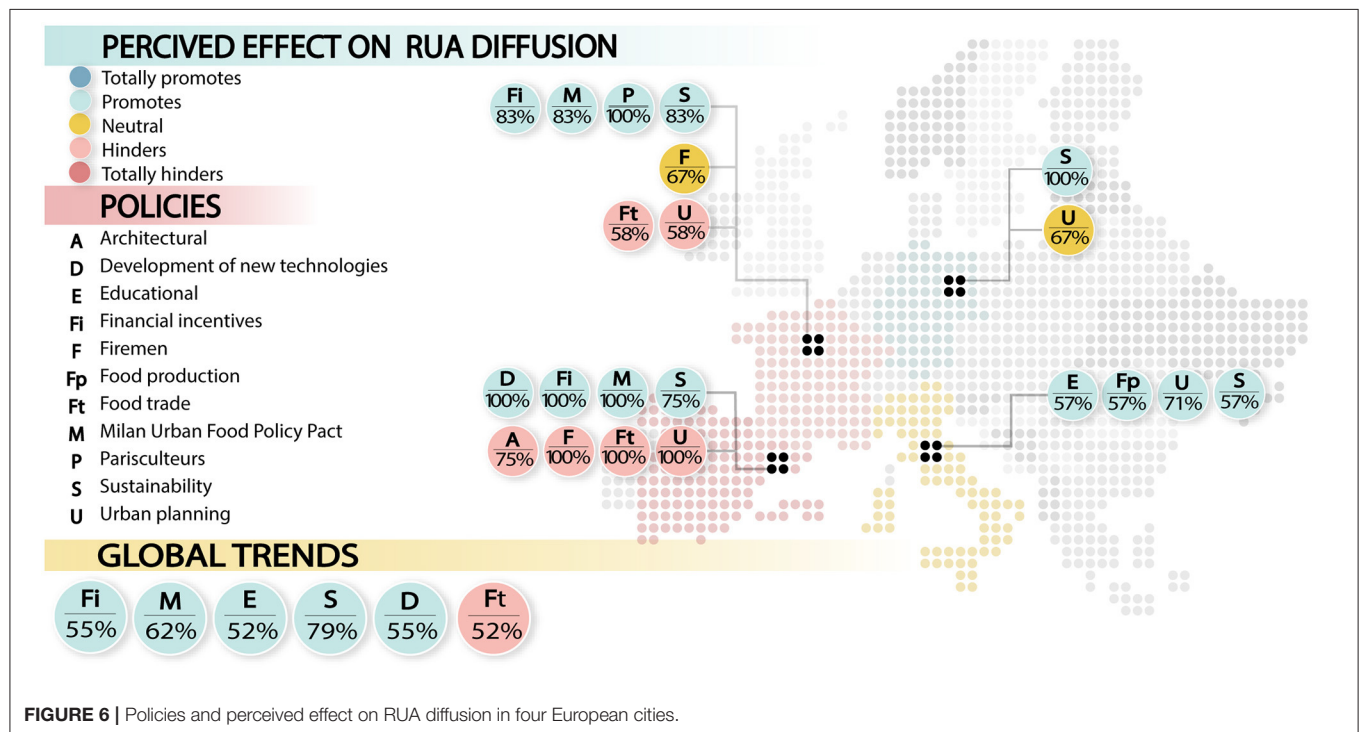 PERCIVED EFFECT ON RUA DIFFUSION
Totally promotes
Promotes
Neutral
Hinders
Totally hinders
POLICIES
A Architectural
D Development of new technologies
E Educational
Fi Financial incentives
F Firemen
Fp Food production
Ft Food trade
M Milan Urban Food Policy Pact
P Parisculteurs
S Sustainability
U Urban planning
Fi M P S
83% 83% 100% 83%
F
67%
Ft U
58% 58%
S
100%
U
67%
D Fi M S
100% 100% 100% 75%
A F Ft U
75% 100% 100% 100%
E Fp U S
57% 57% 71% 57%
GLOBAL TRENDS
Fi M E S D Ft
55% 62% 52% 79% 55% 52%
FIGURE 6 | Policies and perceived effect on RUA diffusion in four European cities.